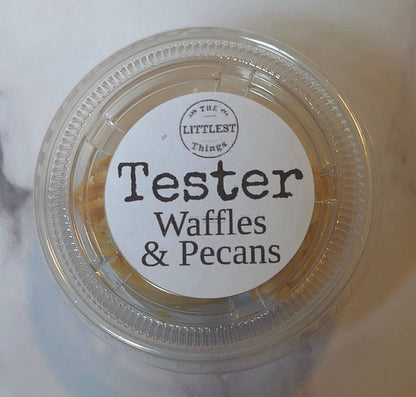 THE
LITTLEST
Things
Tester
Waffles
& Pecans